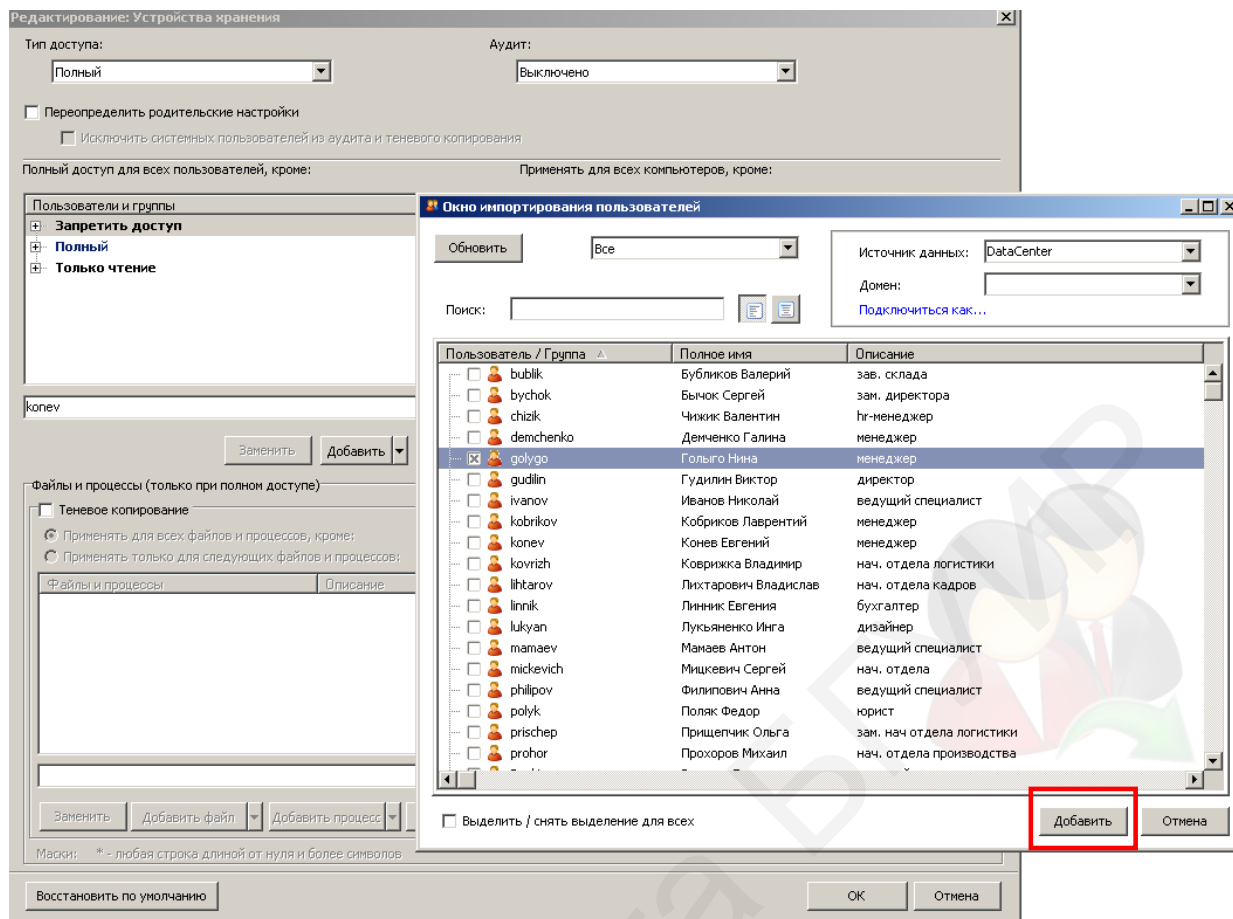 Редактирование: Устройства хранения
Тип доступа:
Аудит:
Полный
Выключено
Переопределить родительские настройки
Исключить системных пользователей из аудита и теневого копирования
Полный доступ для всех пользователей, кроме:
Применять для всех компьютеров, кроме:
Пользователи и группы
Запретить доступ
Полный
Только чтение
konev
Заменить Добавить
Файлы и процессы (только при полном доступе)
Теневое копирование
Применять для всех файлов и процессов, кроме:
Применять только для следующих файлов и процессов:
Файлы и процессы Описание
Заменить Добавить файл Добавить процесс
Маски: * - любая строка длиной от нуля и более символов
Восстановить по умолчанию
ОК Отмена
Окно импортирования пользователей
Обновить Все
Источник данных: DataCenter
Домен:
Поиск:
Подключиться как...
Пользователь / Группа Полное имя Описание
bublik Бубликов Валерий зав. склада
bychok Бычок Сергей зам. директора
chizik Чижик Валентин hr-менеджер
demchenko Демченко Галина менеджер
golygo Голыго Нина менеджер
gudilin Гудилин Виктор директор
ivanov Иванов Николай ведущий специалист
kobrikov Кобриков Лаврентий менеджер
konev Конев Евгений менеджер
kovrizh Коврижка Владимир нач. отдела логистики
lihtarov Лихтарович Владислав нач. отдела кадров
linnik Линник Евгения бухгалтер
lukyan Лукьяненко Инга дизайнер
mamaev Мамаев Антон ведущий специалист
mickevich Мицкевич Сергей нач. отдела
philipov Филипович Анна ведущий специалист
polyk Поляк Федор юрист
prischep Прищепчик Ольга зам. нач отдела логистики
prohor Прохоров Михаил нач. отдела производства
Выделить / снять выделение для всех
Добавить Отмена
БГУИР